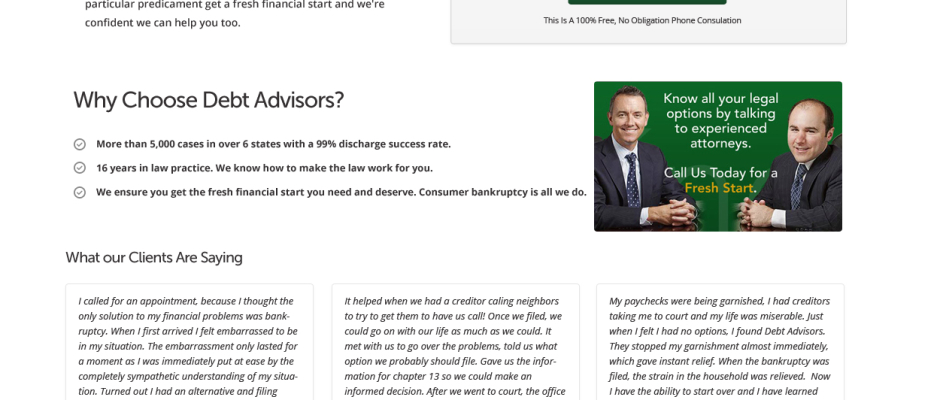 particular predicament get a fresh financial start and we're
confident we can help you too.
This Is A 100% Free, No Obligation Phone Consulation
Why Choose Debt Advisors?
More than 5,000 cases in over 6 states with a 99% discharge success rate.
16 years in law practice. We know how to make the law work for you.
We ensure you get the fresh financial start you need and deserve. Consumer bankruptcy is all we do.
Know all your legal
options by talking
to experienced
attorneys.
Call Us Today for a
Fresh Start.
What our Clients Are Saying
I called for an appointment, because I thought the
only solution to my financial problems was bank-
ruptcy. When I first arrived I felt embarrassed to be
in my situation. The embarrassment only lasted for
a moment as I was immediately put at ease by the
completely sympathetic understanding of my situa-
tion. Turned out I had an alternative and filing
It helped when we had a creditor caling neighbors
to try to get them to have us call! Once we filed, we
could go on with our life as much as we could. It
met with us to go over the problems, told us what
option we probably should file. Gave us the infor-
mation for chapter 13 so we could make an
informed decision. After we went to court, the office
My paychecks were being garnished, I had creditors
taking me to court and my life was miserable. Just
when I felt I had no options, I found Debt Advisors.
They stopped my garnishment almost immediately,
which gave instant relief. When the bankruptcy was
filed, the strain in the household was relieved. Now
I have the ability to start over and I have learned